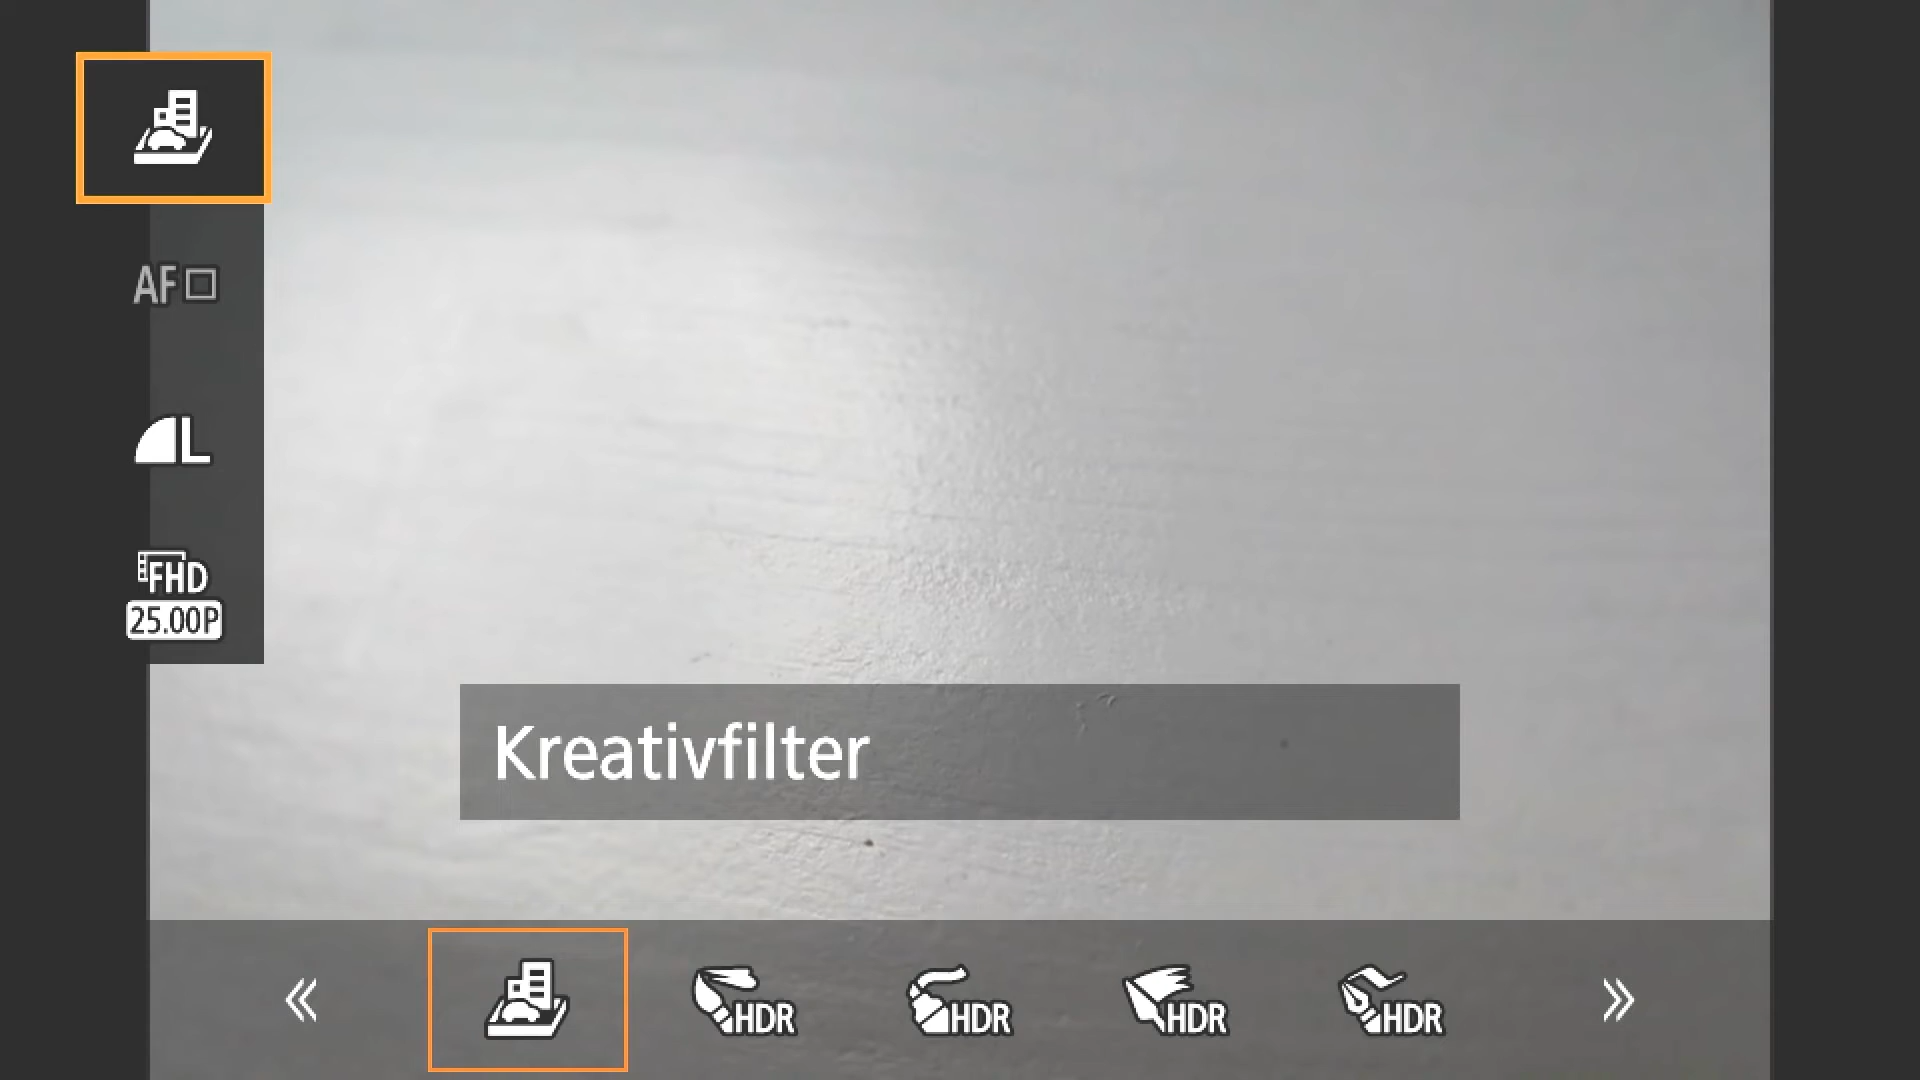 AF
L
FHD
25.00P
Kreativfilter
HDR HDR HDR HDR